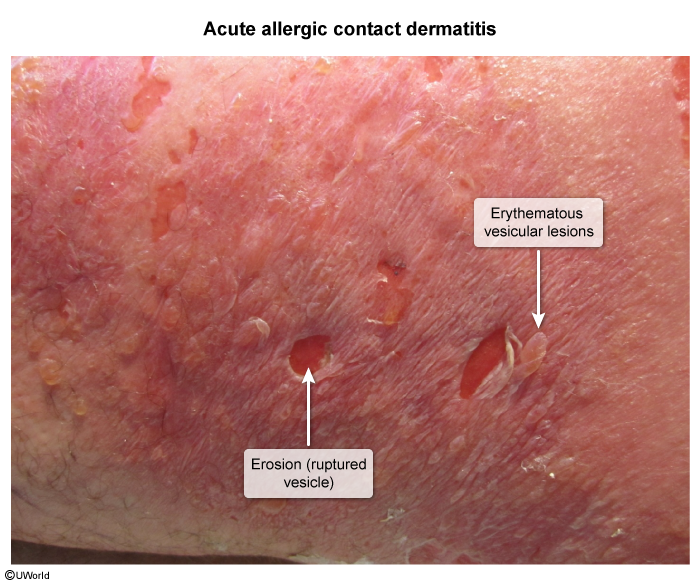 Acute allergic contact dermatitis
Erythematous
vesicular lesions
Erosion (ruptured
vesicle)
©UWorld